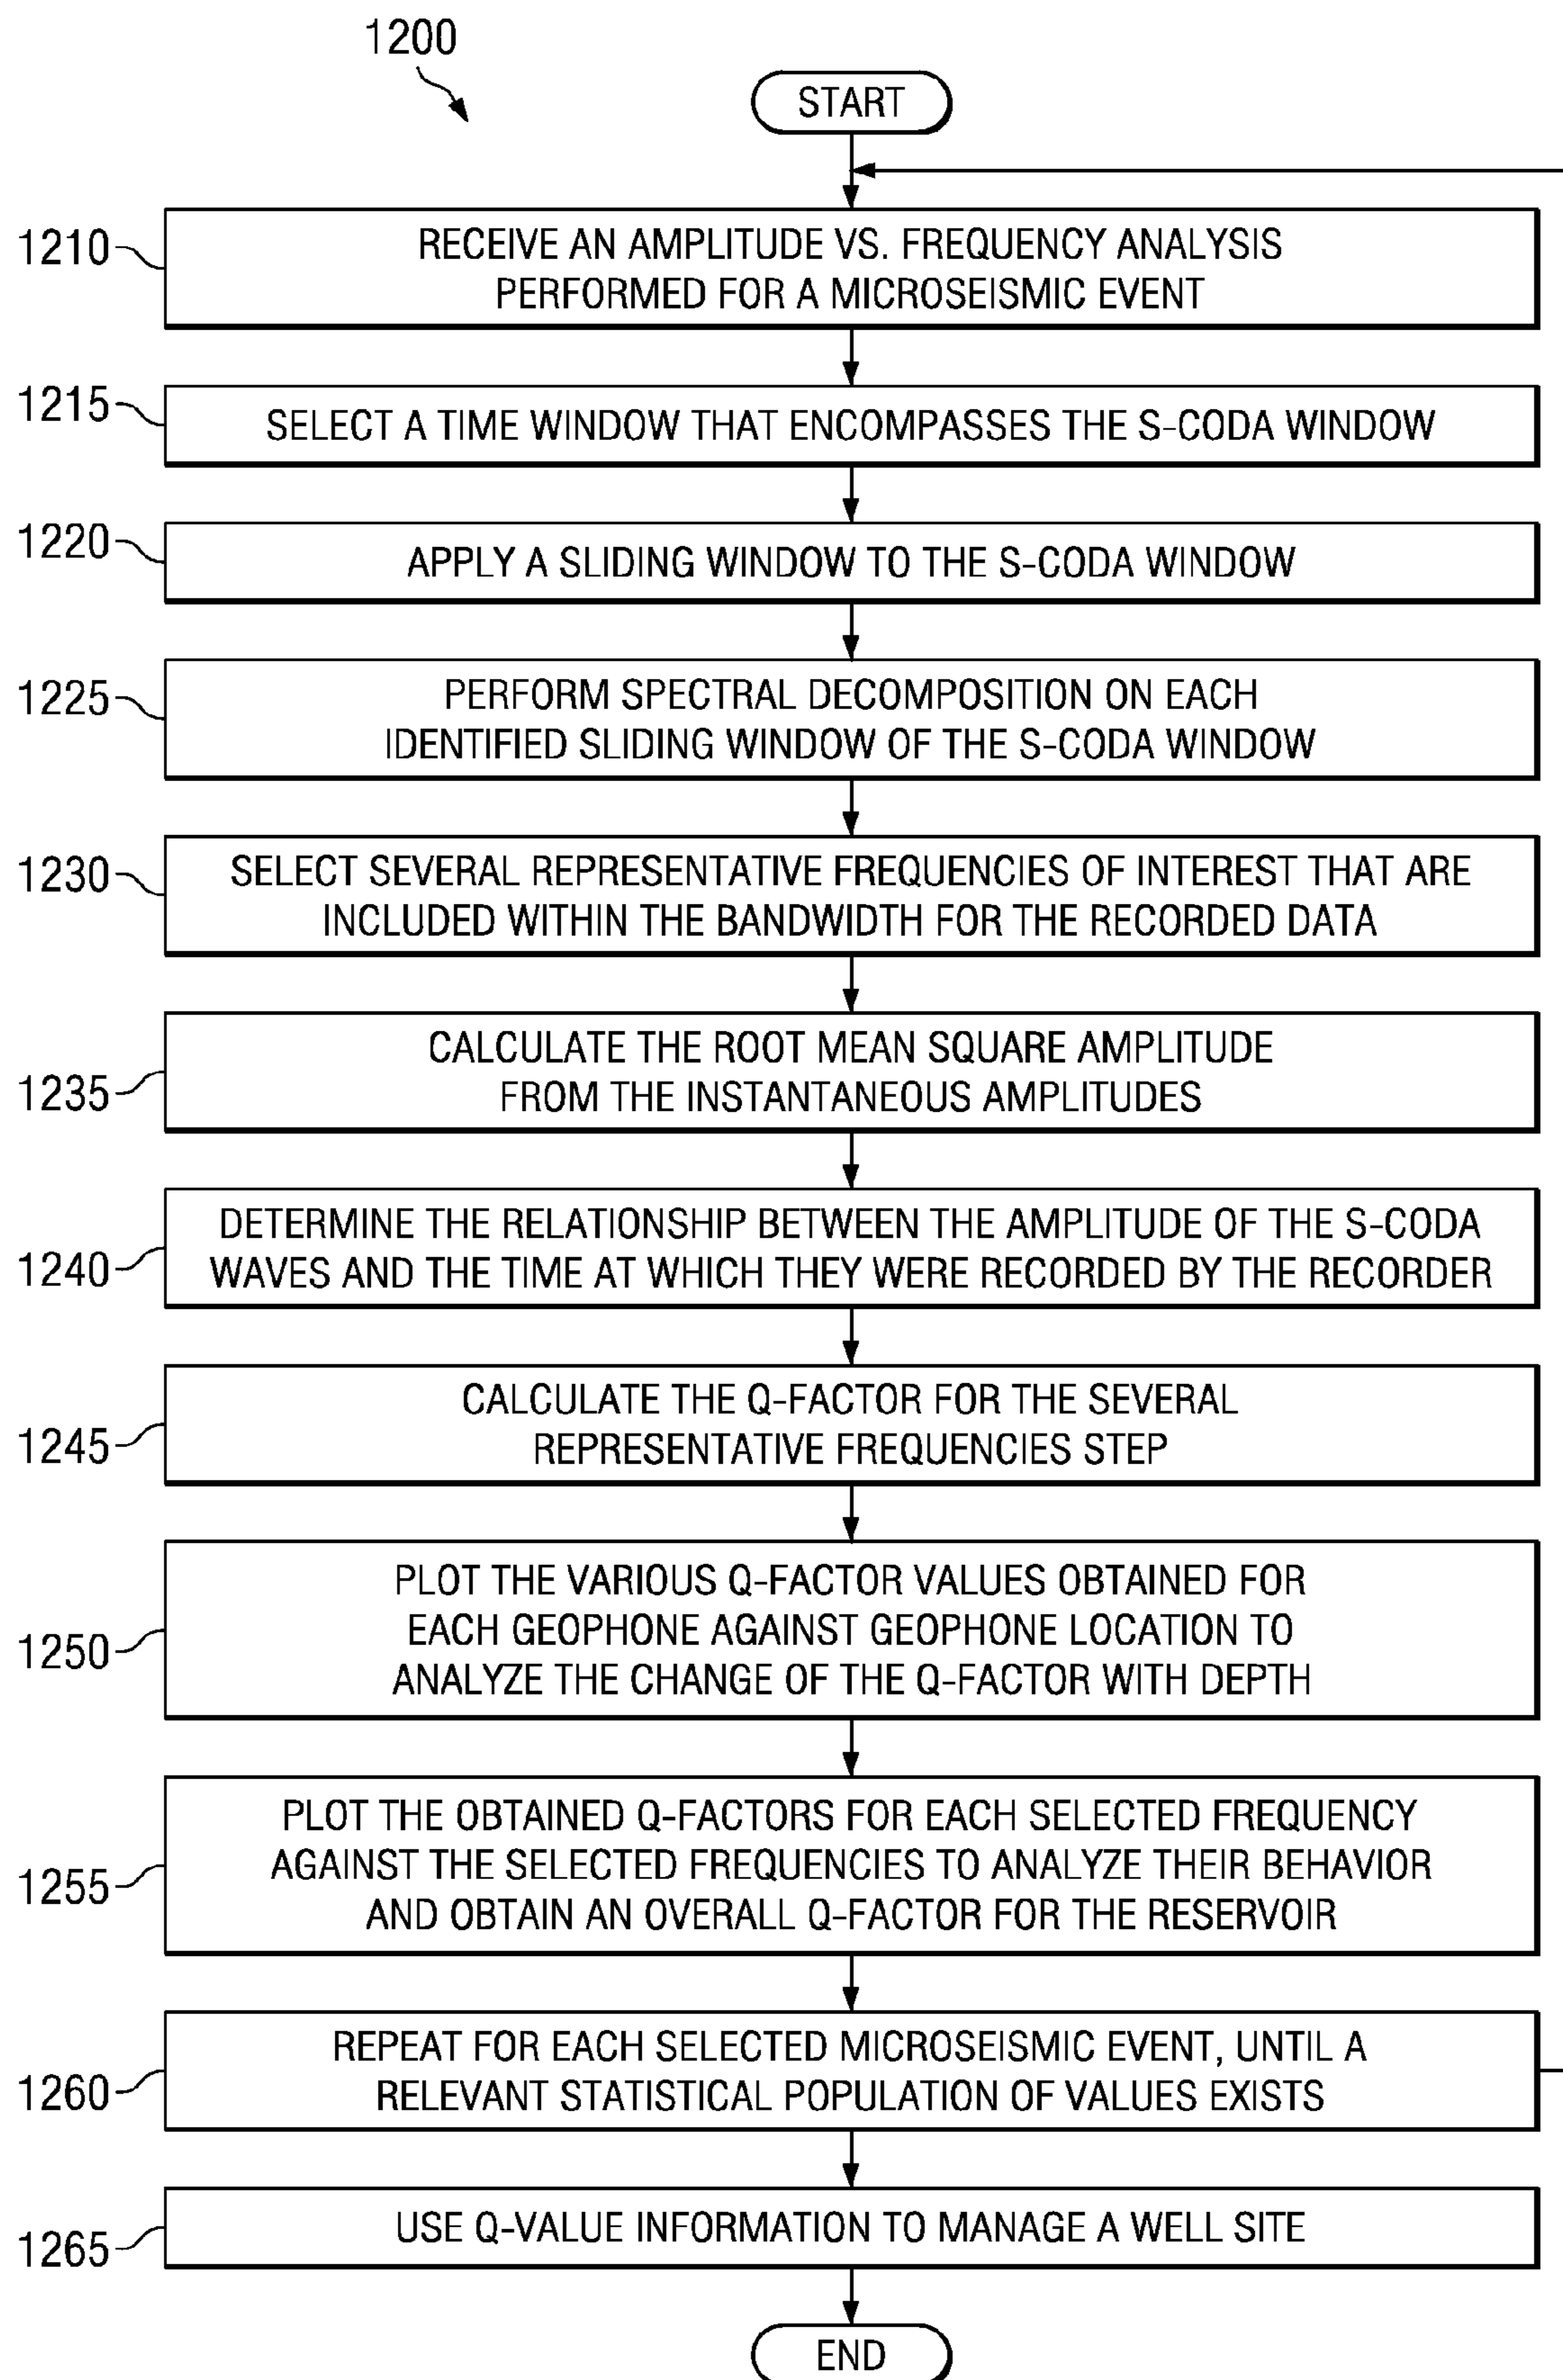 1200
START
1210
RECEIVE AN AMPLITUDE VS. FREQUENCY ANALYSIS
PERFORMED FOR A MICROSEISMIC EVENT
1215
SELECT A TIME WINDOW THAT ENCOMPASSES THE S-CODA WINDOW
1220
APPLY A SLIDING WINDOW TO THE S-CODA WINDOW
1225
PERFORM SPECTRAL DECOMPOSITION ON EACH
IDENTIFIED SLIDING WINDOW OF THE S-CODA WINDOW
1230
SELECT SEVERAL REPRESENTATIVE FREQUENCIES OF INTEREST THAT ARE
INCLUDED WITHIN THE BANDWIDTH FOR THE RECORDED DATA
1235
CALCULATE THE ROOT MEAN SQUARE AMPLITUDE
FROM THE INSTANTANEOUS AMPLITUDES
1240
DETERMINE THE RELATIONSHIP BETWEEN THE AMPLITUDE OF THE S-CODA
WAVES AND THE TIME AT WHICH THEY WERE RECORDED BY THE RECORDER
1245
CALCULATE THE Q-FACTOR FOR THE SEVERAL
REPRESENTATIVE FREQUENCIES STEP
1250
PLOT THE VARIOUS Q-FACTOR VALUES OBTAINED FOR
EACH GEOPHONE AGAINST GEOPHONE LOCATION TO
ANALYZE THE CHANGE OF THE Q-FACTOR WITH DEPTH
1255
PLOT THE OBTAINED Q-FACTORS FOR EACH SELECTED FREQUENCY
AGAINST THE SELECTED FREQUENCIES TO ANALYZE THEIR BEHAVIOR
AND OBTAIN AN OVERALL Q-FACTOR FOR THE RESERVOIR
1260
REPEAT FOR EACH SELECTED MICROSEISMIC EVENT, UNTIL A
RELEVANT STATISTICAL POPULATION OF VALUES EXISTS
1265
USE Q-VALUE INFORMATION TO MANAGE A WELL SITE
END